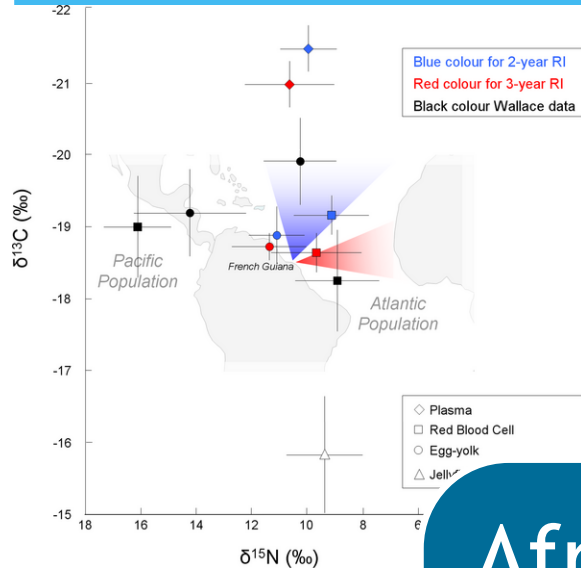 -22
-21
-20
-19
-18
-17
-16
-15
δ¹³C (‰)
Blue colour for 2-year RI
Red colour for 3-year RI
Black colour Wallace data
Pacific
Population
French Guiana
Atlantic
Population
Plasma
Red Blood Cell
Egg-yolk
18
16
14
12
10
8
6
δ¹⁵N (‰)